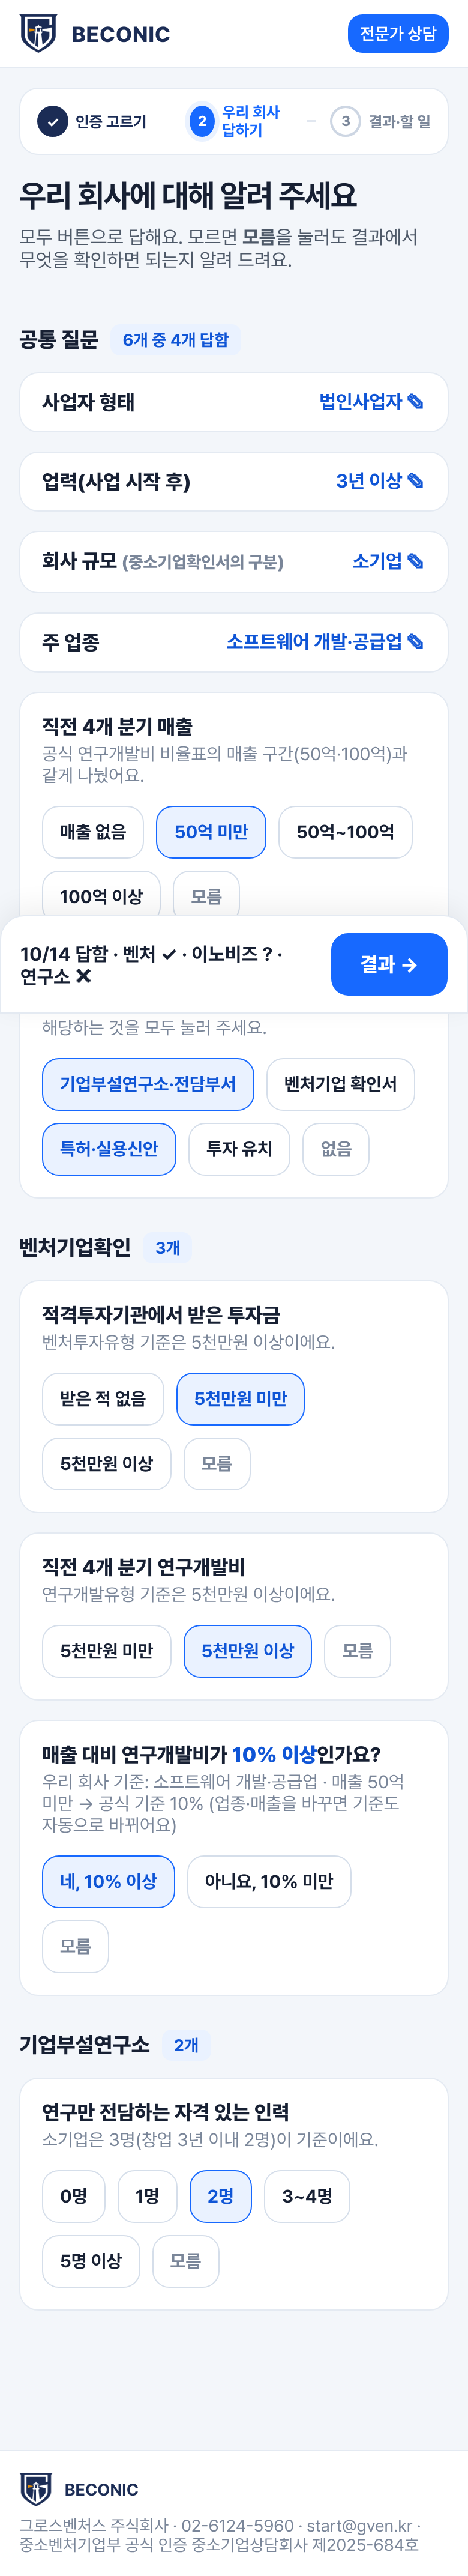 BECONIC
전문가 상담
✓ 인증 고르기
2 우리 회사
답하기
3 결과·할 일
우리 회사에 대해 알려 주세요
모두 버튼으로 답해요. 모르면 모름을 눌러도 결과에서
무엇을 확인하면 되는지 알려 드려요.
공통 질문 6개 중 4개 답함
사업자 형태 법인사업자 ✎
업력(사업 시작 후) 3년 이상 ✎
회사 규모 (중소기업확인서의 구분) 소기업 ✎
주 업종 소프트웨어 개발·공급업 ✎
직전 4개 분기 매출
공식 연구개발비 비율표의 매출 구간(50억·100억)과
같게 나눴어요.
매출 없음 50억 미만 50억~100억
100억 이상 모름
10/14 답함 · 벤처 ✓ · 이노비즈 ? ·
연구소 ✕
결과 →
해당하는 것을 모두 눌러 주세요.
기업부설연구소·전담부서 벤처기업 확인서
특허·실용신안 투자 유치 없음
벤처기업확인 3개
적격투자기관에서 받은 투자금
벤처투자유형 기준은 5천만원 이상이에요.
받은 적 없음 5천만원 미만
5천만원 이상 모름
직전 4개 분기 연구개발비
연구개발유형 기준은 5천만원 이상이에요.
5천만원 미만 5천만원 이상 모름
매출 대비 연구개발비가 10% 이상인가요?
우리 회사 기준: 소프트웨어 개발·공급업 · 매출 50억
미만 → 공식 기준 10% (업종·매출을 바꾸면 기준도
자동으로 바뀌어요)
네, 10% 이상 아니요, 10% 미만
모름
기업부설연구소 2개
연구만 전담하는 자격 있는 인력
소기업은 3명(창업 3년 이내 2명)이 기준이에요.
0명 1명 2명 3~4명
5명 이상 모름
BECONIC
그로스벤처스 주식회사 · 02-6124-5960 · start@gven.kr ·
중소벤처기업부 공식 인증 중소기업상담회사 제2025-684호